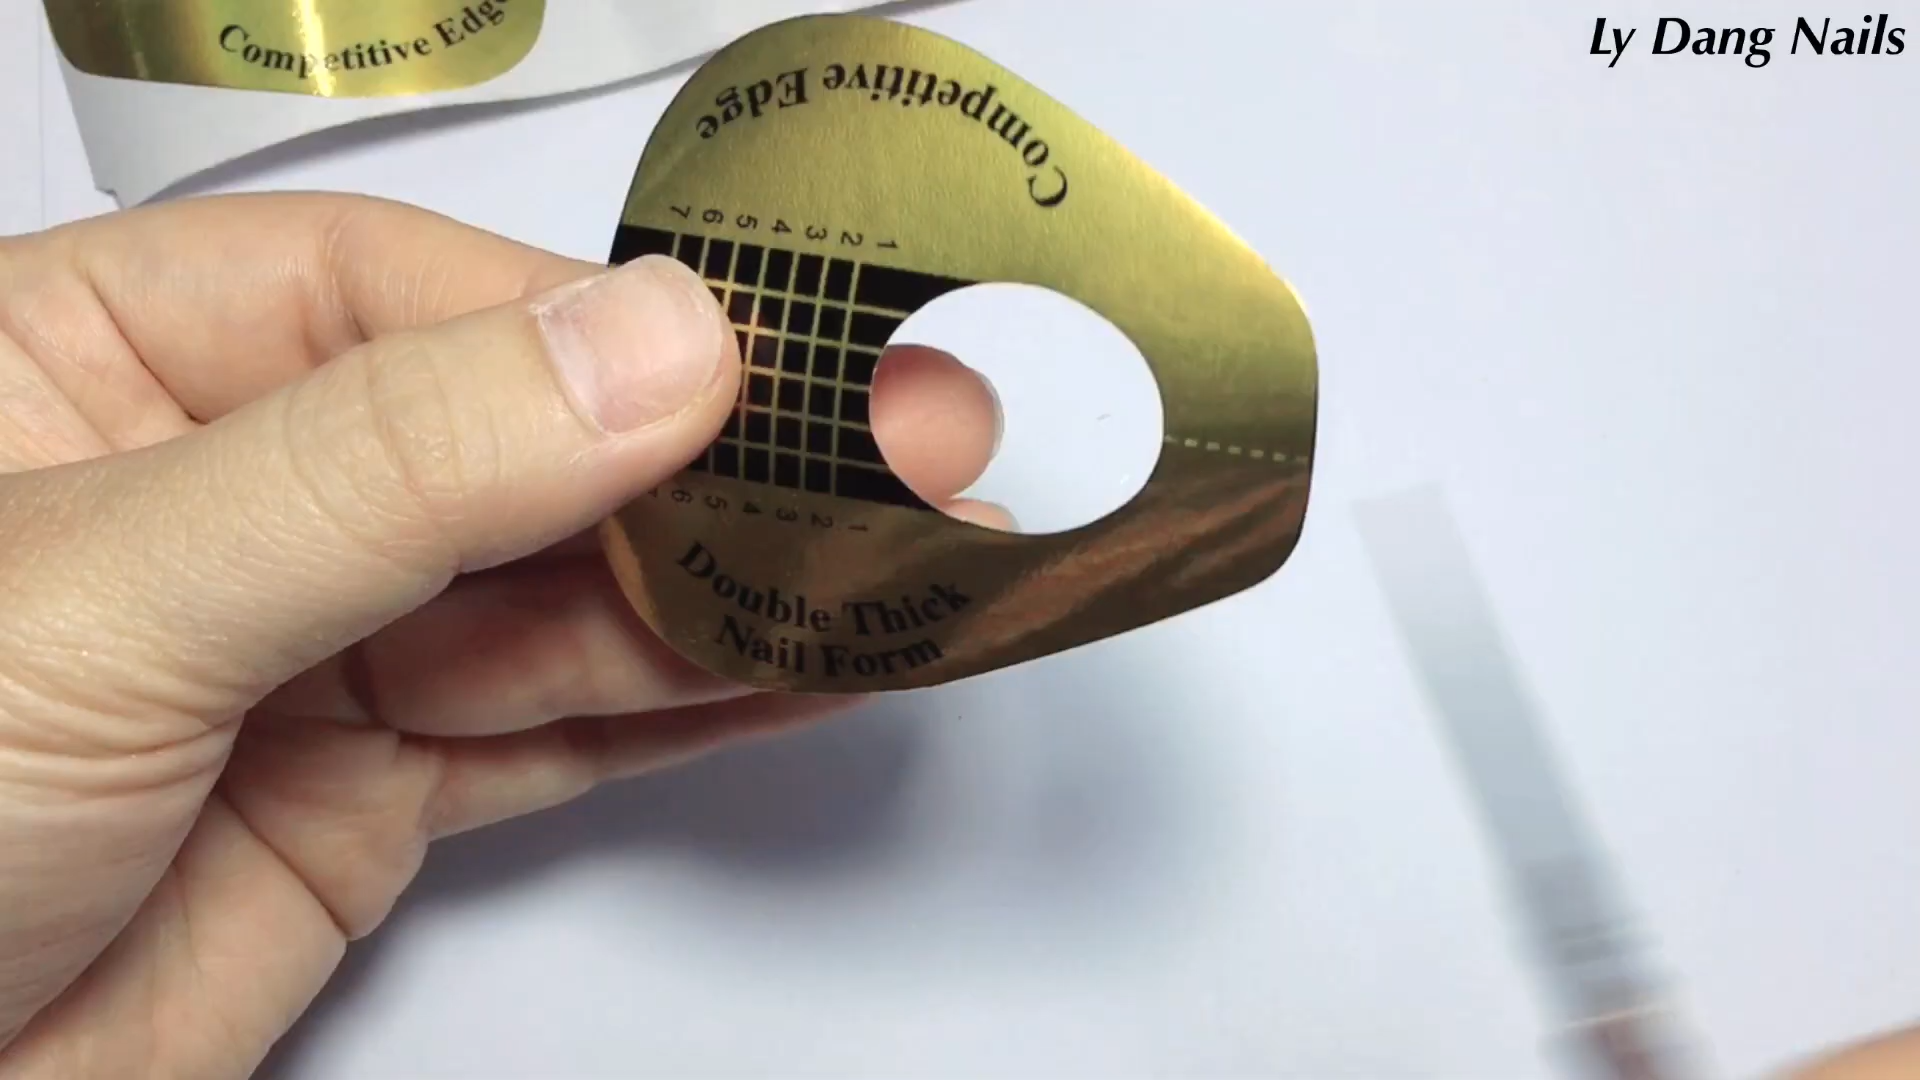 Ly Dang Nails
Competitive Edge
Competitive Edge
7 6 5 4 3 2 1
7 6 5 4 3 2 1
Double Thick
Nail Form